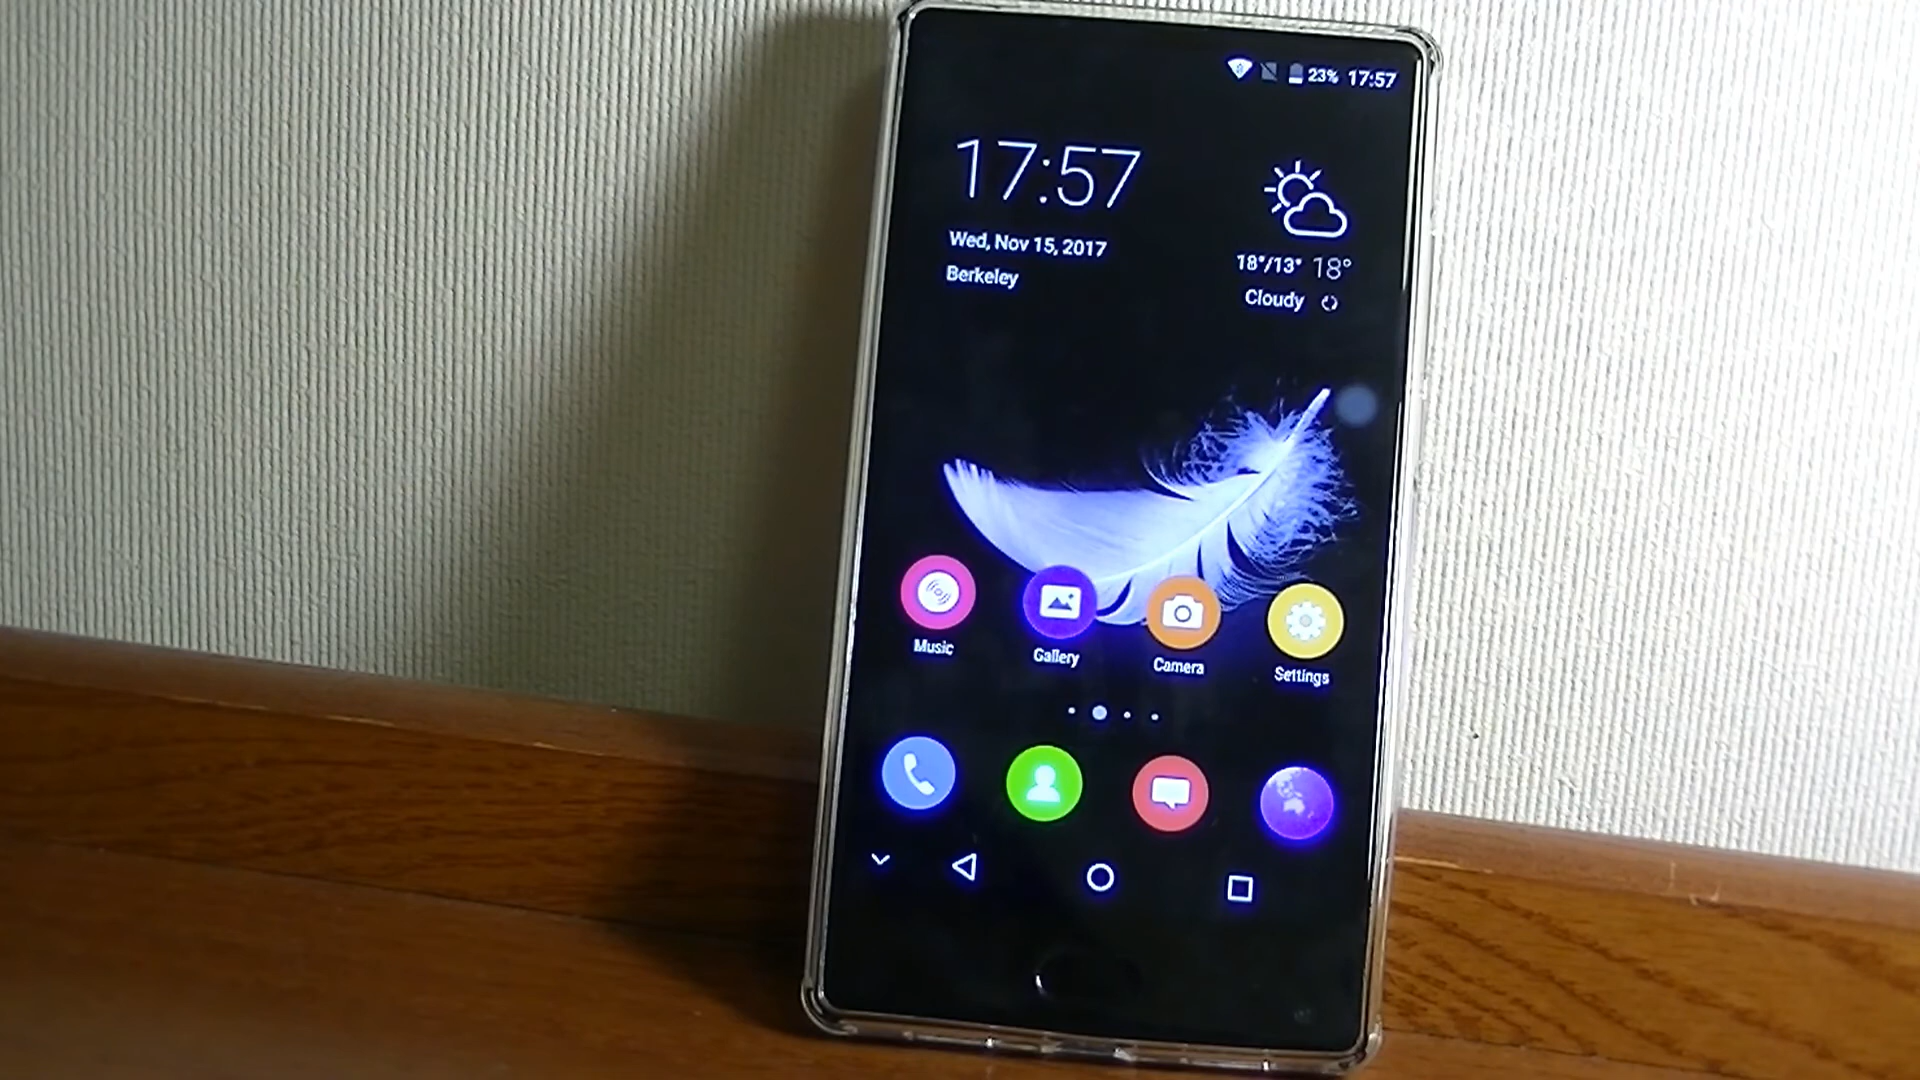 23% 17:57
17:57
Wed, Nov 15, 2017
Berkeley
18°/13° 18°
Cloudy
Music Gallery Camera Settings